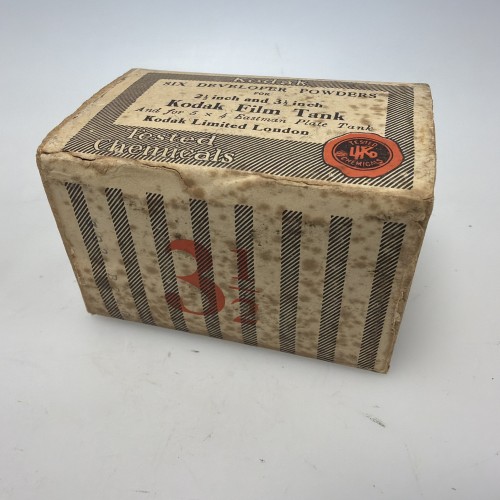 Kodak
SIX DEVELOPER POWDERS
FOR
2½ inch and 3½ inch
Kodak Film Tank
And for 5 x 4 Eastman Plate Tank
Kodak Limited London
Tested
Chemicals
TESTED
CHEMICALS
3½